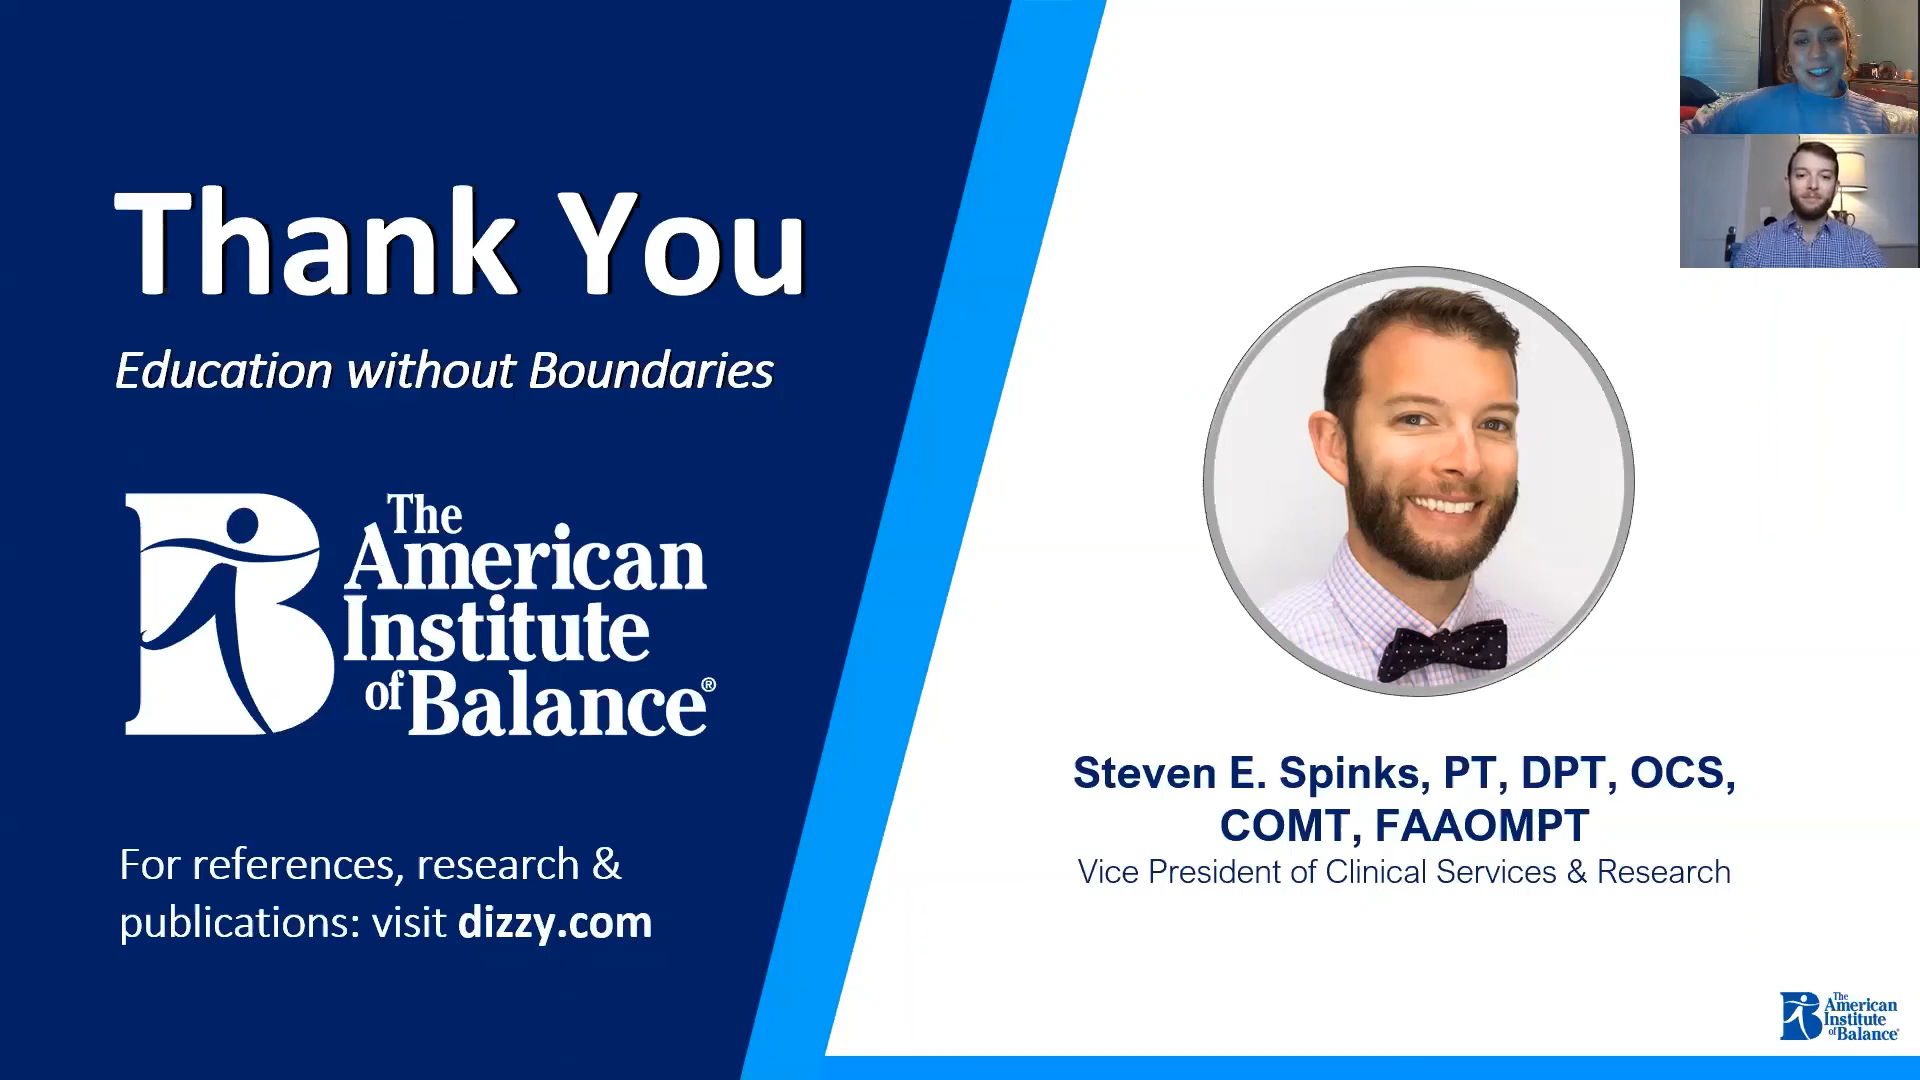 Thank You
Education without Boundaries
The
American
Institute
of Balance®
For references, research &
publications: visit dizzy.com
Steven E. Spinks, PT, DPT, OCS,
COMT, FAAOMPT
Vice President of Clinical Services & Research
The
American
Institute
of Balance®